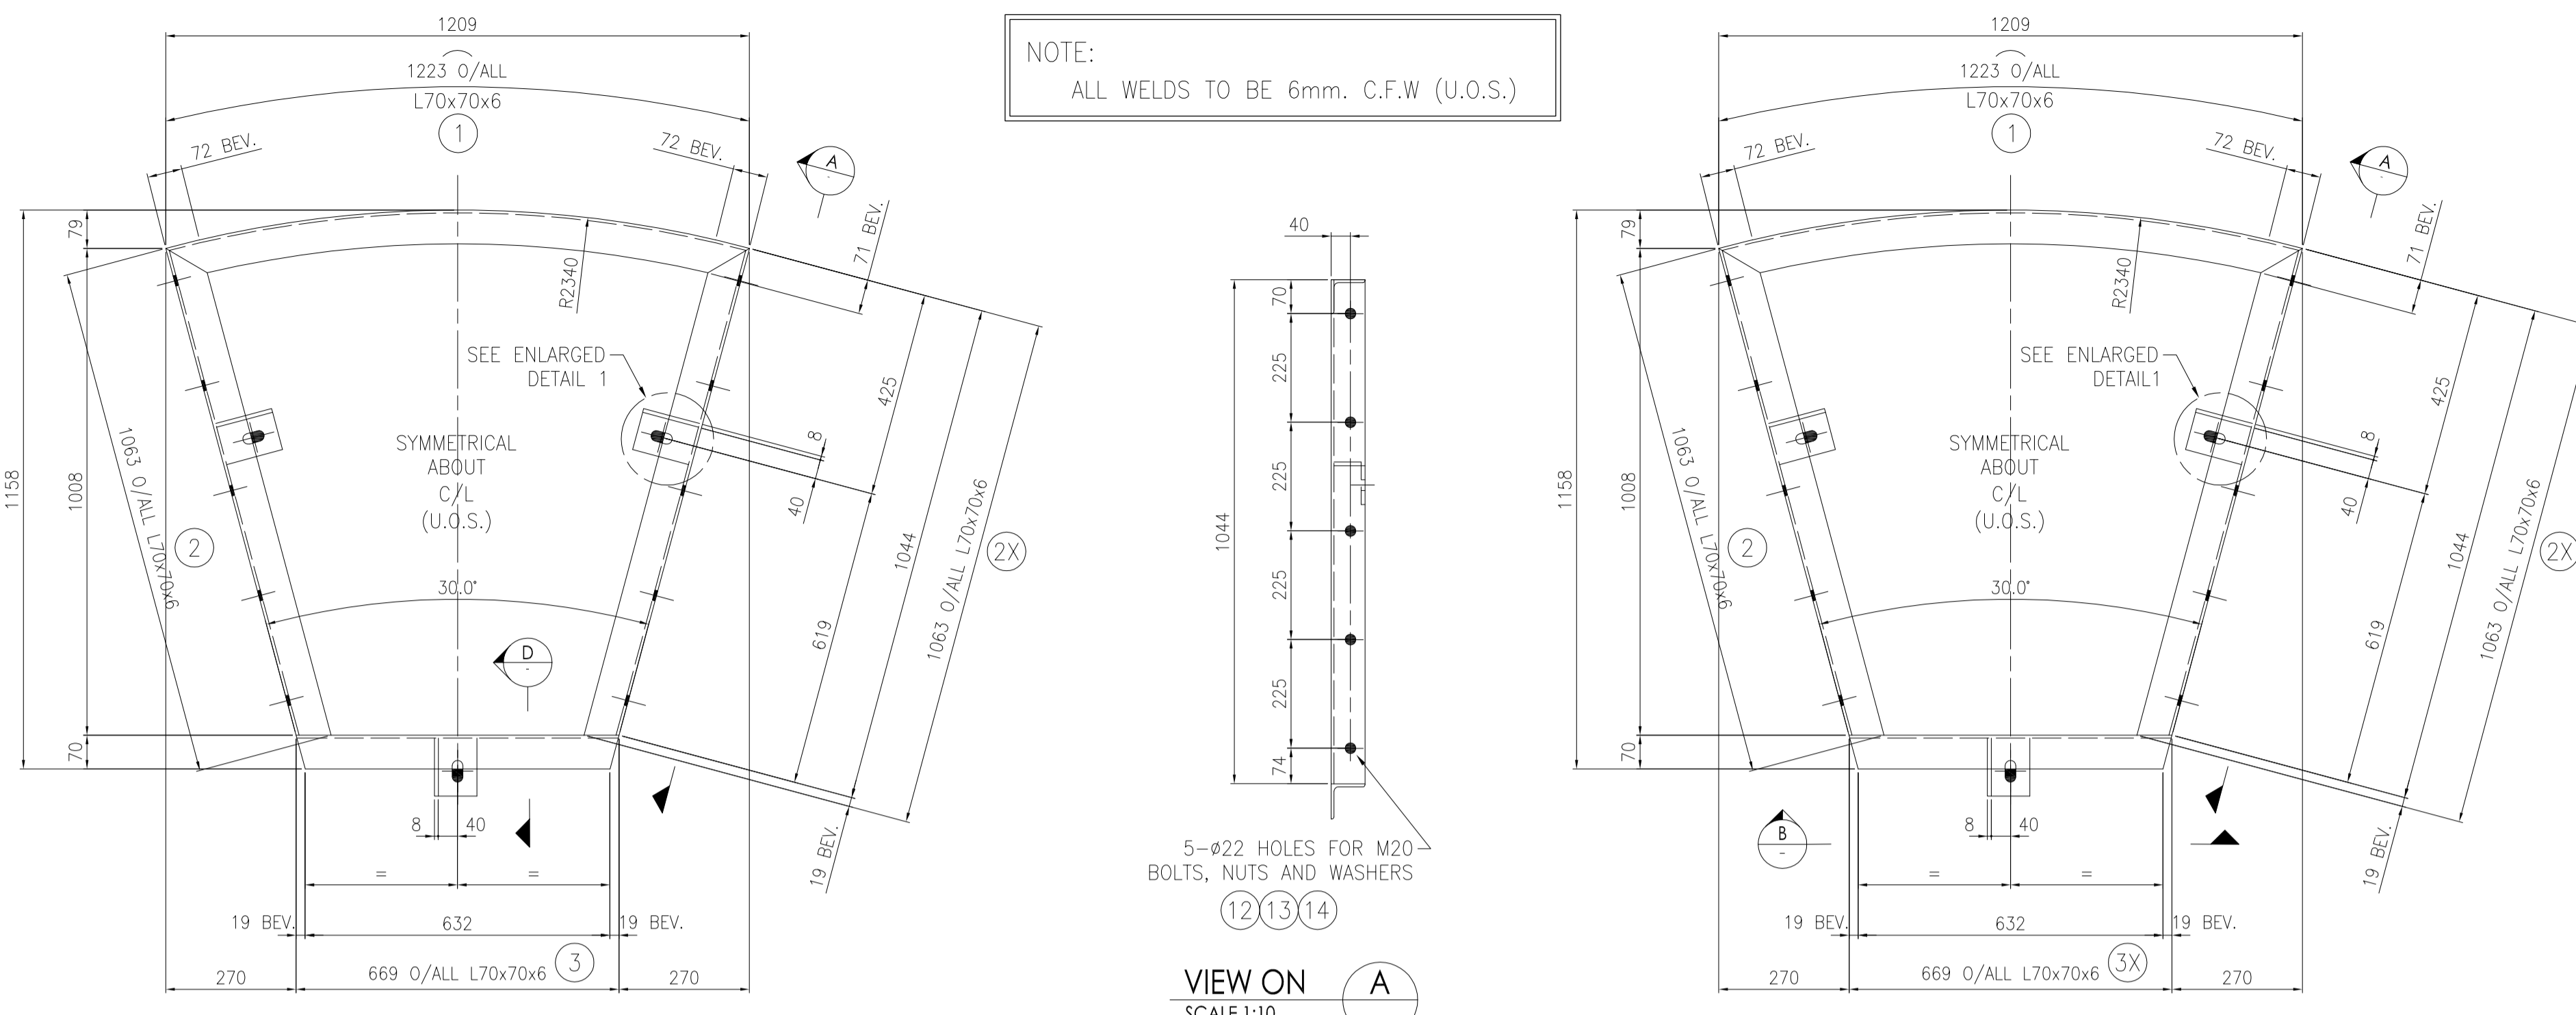 1209
1223 O/ALL
L70x70x6
1
72 BEV.
72 BEV.
A
-
79
71 BEV.
R2340
SEE ENLARGED
DETAIL 1
425
8
40
SYMMETRICAL
ABOUT
C/L
(U.O.S.)
1158
1008
1063 O/ALL L70x70x6
2
1044
1063 O/ALL L70x70x6
2X
30.0°
619
D
-
70
8
40
=
=
19 BEV.
19 BEV.
632
19 BEV.
270
669 O/ALL L70x70x6
3
270
NOTE:
ALL WELDS TO BE 6mm. C.F.W (U.O.S.)
40
70
225
225
225
225
225
74
1044
5-ø22 HOLES FOR M20
BOLTS, NUTS AND WASHERS
12 13 14
VIEW ON
A
SCALE 1:10
1209
1223 O/ALL
L70x70x6
1
72 BEV.
72 BEV.
A
-
79
71 BEV.
R2340
SEE ENLARGED
DETAIL1
425
8
40
SYMMETRICAL
ABOUT
C/L
(U.O.S.)
1158
1008
1063 O/ALL L70x70x6
2
1044
1063 O/ALL L70x70x6
2X
30.0°
619
70
B
-
8
40
=
=
19 BEV.
19 BEV.
632
19 BEV.
270
669 O/ALL L70x70x6
3X
270